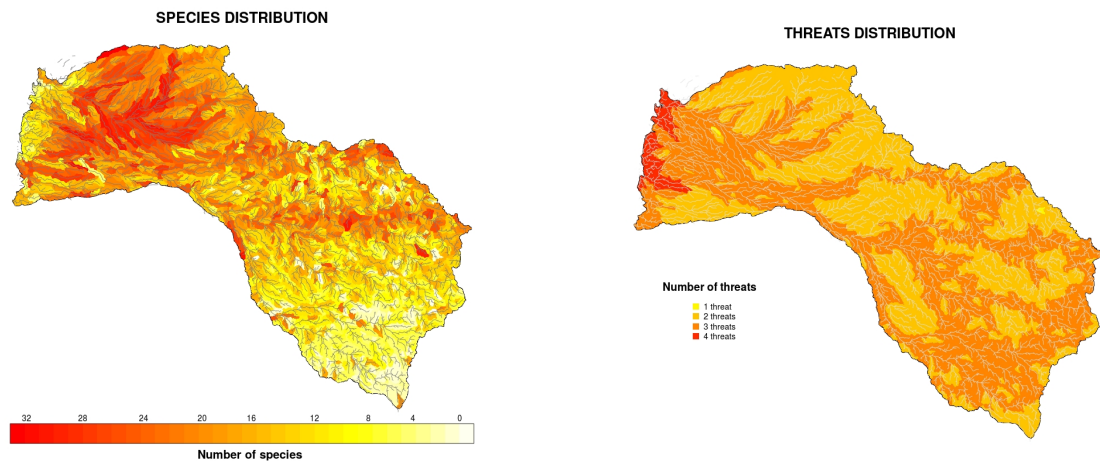 SPECIES DISTRIBUTION
THREATS DISTRIBUTION
Number of threats
1 threat
2 threats
3 threats
4 threats
32 28 24 20 16 12 8 4 0
Number of species